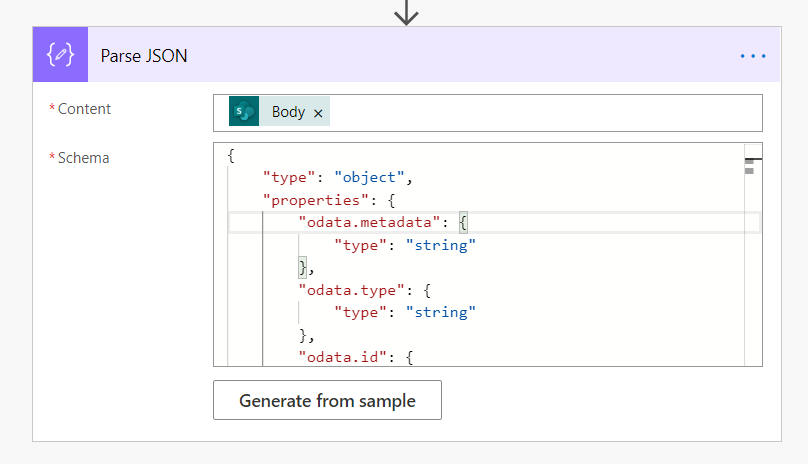 Parse JSON
* Content
Body ×
* Schema
{
"type": "object",
"properties": {
"odata.metadata": {
"type": "string"
},
"odata.type": {
"type": "string"
},
"odata.id": {
Generate from sample